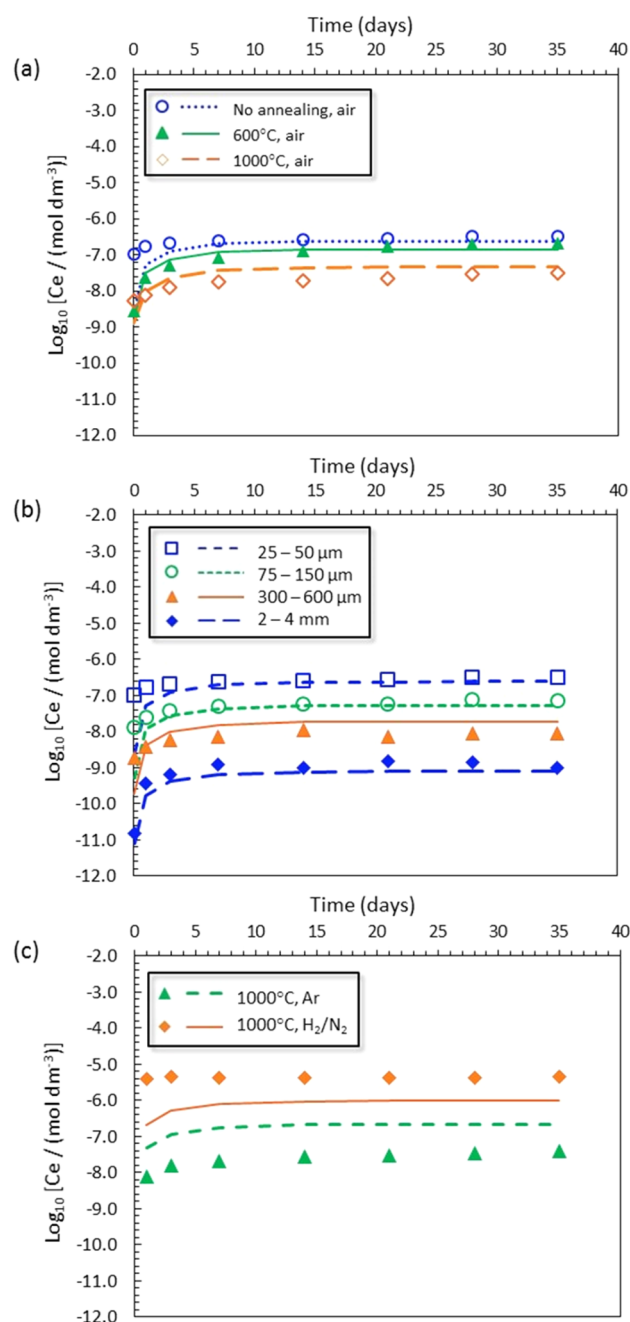 Time (days)
(a)
0 5 10 15 20 25 30 35 40
-2.0
-3.0
-4.0
-5.0
-6.0
-7.0
-8.0
-9.0
-10.0
-11.0
-12.0
Log₁₀ [Ce / (mol dm⁻³)]
No annealing, air
600°C, air
1000°C, air
Time (days)
(b)
0 5 10 15 20 25 30 35 40
-2.0
-3.0
-4.0
-5.0
-6.0
-7.0
-8.0
-9.0
-10.0
-11.0
-12.0
Log₁₀ [Ce / (mol dm⁻³)]
25 – 50 µm
75 – 150 µm
300 – 600 µm
2 – 4 mm
Time (days)
(c)
0 5 10 15 20 25 30 35 40
-2.0
-3.0
-4.0
-5.0
-6.0
-7.0
-8.0
-9.0
-10.0
-11.0
-12.0
Log₁₀ [Ce / (mol dm⁻³)]
1000°C, Ar
1000°C, H₂/N₂